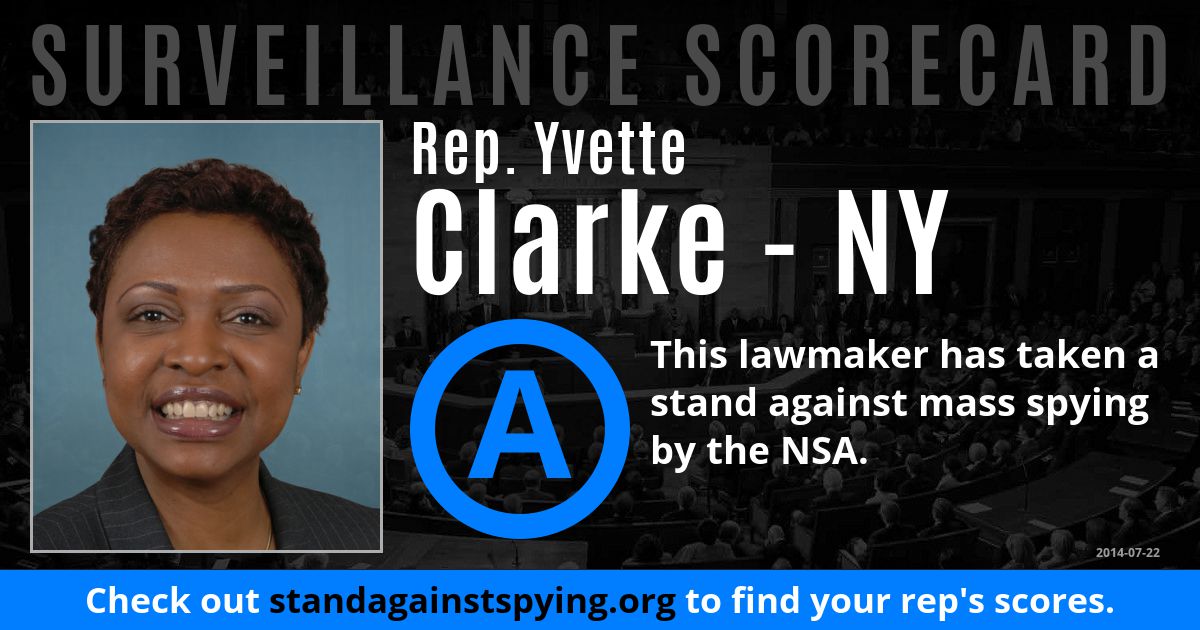 SURVEILLANCE SCORECARD
Rep. Yvette
Clarke - NY
A
This lawmaker has taken a
stand against mass spying
by the NSA.
2014-07-22
Check out standagainstspying.org to find your rep's scores.